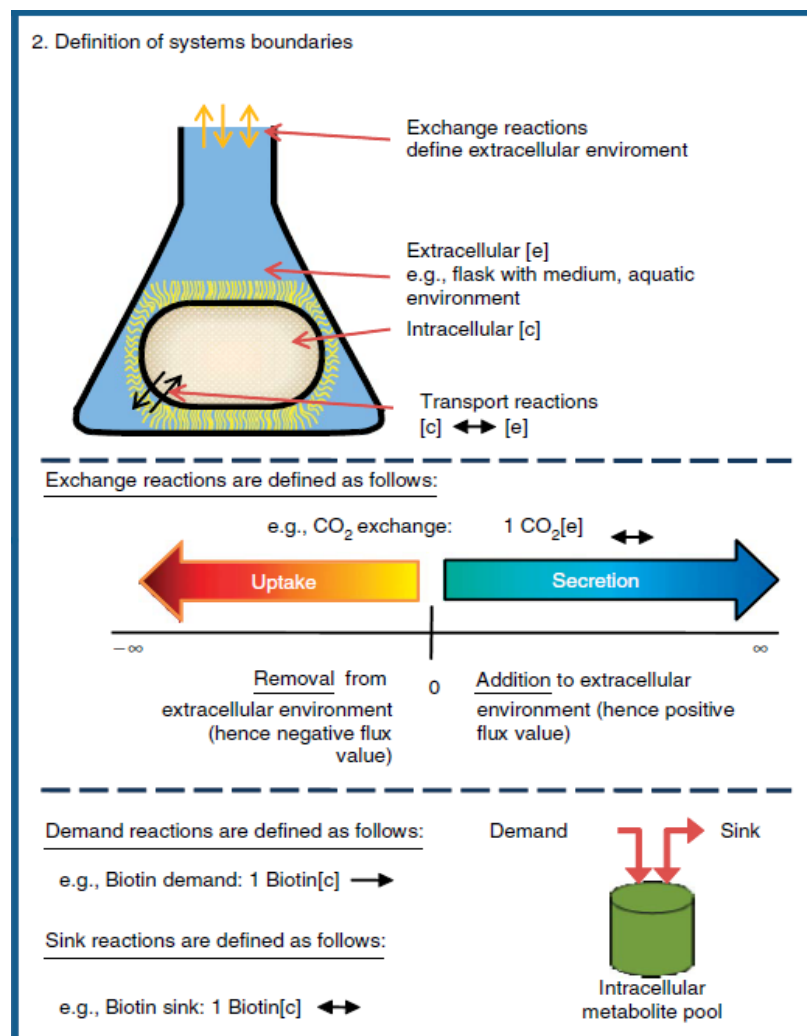 2. Definition of systems boundaries
Exchange reactions
define extracellular enviroment
Extracellular [e]
e.g., flask with medium, aquatic
environment
Intracellular [c]
Transport reactions
[c] ↔ [e]
Exchange reactions are defined as follows:
e.g., CO₂ exchange: 1 CO₂[e] ↔
Uptake
Secretion
−∞
∞
0
Removal from
extracellular environment
(hence negative flux
value)
Addition to extracellular
environment (hence positive
flux value)
Demand reactions are defined as follows:
e.g., Biotin demand: 1 Biotin[c] →
Sink reactions are defined as follows:
e.g., Biotin sink: 1 Biotin[c] ↔
Demand
Sink
Intracellular
metabolite pool